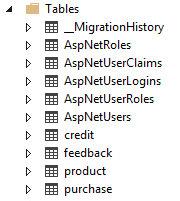 Tables
__MigrationHistory
AspNetRoles
AspNetUserClaims
AspNetUserLogins
AspNetUserRoles
AspNetUsers
credit
feedback
product
purchase